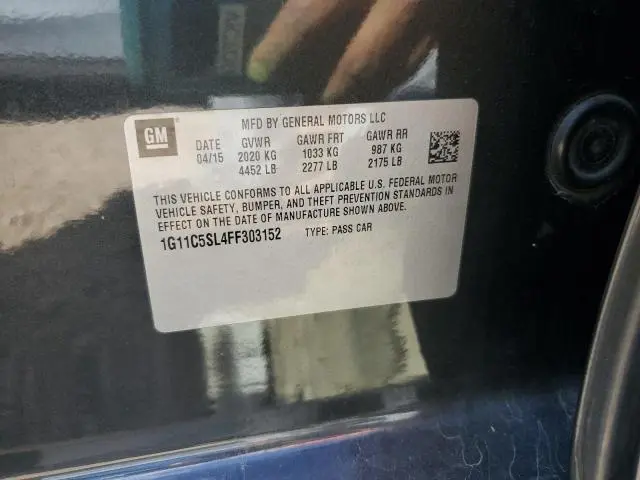 GM
MFD BY GENERAL MOTORS LLC
DATE GVWR GAWR FRT GAWR RR
04/15 2020 KG 1033 KG 987 KG
4452 LB 2277 LB 2175 LB
THIS VEHICLE CONFORMS TO ALL APPLICABLE U.S. FEDERAL MOTOR
VEHICLE SAFETY, BUMPER, AND THEFT PREVENTION STANDARDS IN
EFFECT ON THE DATE OF MANUFACTURE SHOWN ABOVE.
1G11C5SL4FF303152 TYPE: PASS CAR